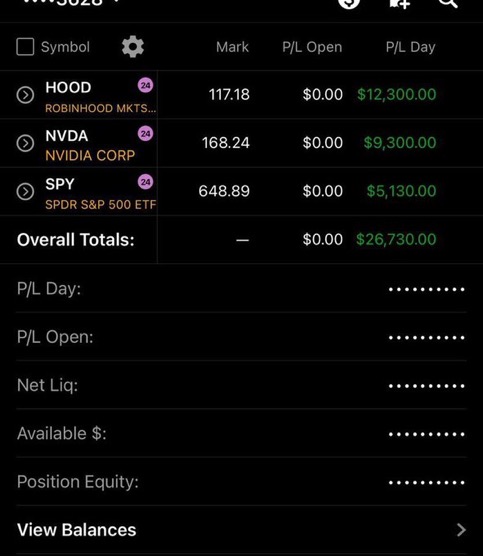 Symbol Mark P/L Open P/L Day
HOOD 24 117.18 $0.00 $12,300.00
ROBINHOOD MKTS...
NVDA 24 168.24 $0.00 $9,300.00
NVIDIA CORP
SPY 24 648.89 $0.00 $5,130.00
SPDR S&P 500 ETF
Overall Totals: — $0.00 $26,730.00
P/L Day: ••••••••••
P/L Open: ••••••••••
Net Liq: ••••••••••
Available $: ••••••••••
Position Equity: ••••••••••
View Balances